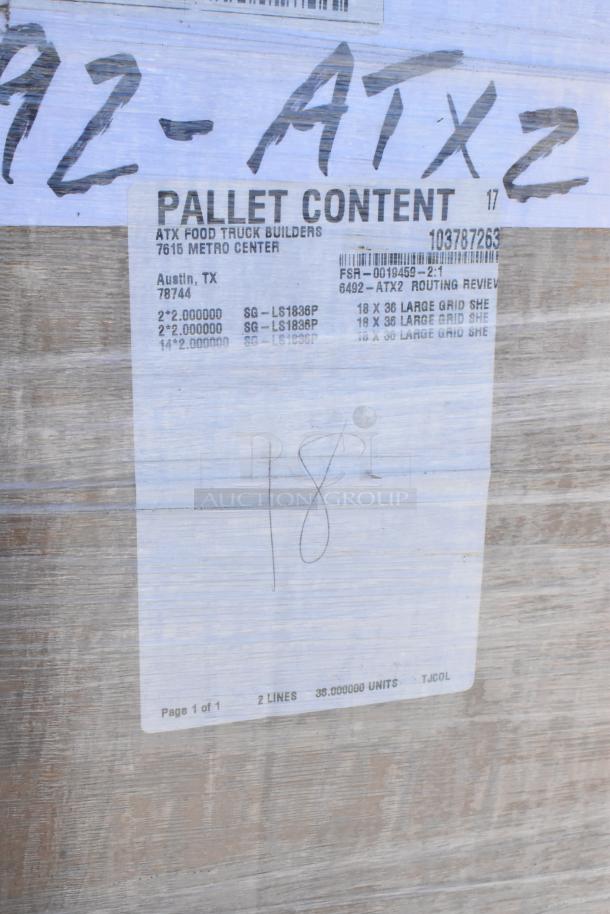 92-ATX2
PALLET CONTENT 17
ATX FOOD TRUCK BUILDERS
7615 METRO CENTER
103787263
Austin, TX
78744
FSR-0019459-2:1
6492-ATX2 ROUTING REVIEW
2*2.000000 SG-LS1836P 18 X 36 LARGE GRID SHE
2*2.000000 SG-LS1836P 18 X 36 LARGE GRID SHE
14*2.000000 SG-LS1836P 18 X 36 LARGE GRID SHE
18
PCI
AUCTION GROUP
Page 1 of 1 2 LINES 36.000000 UNITS TJCOL